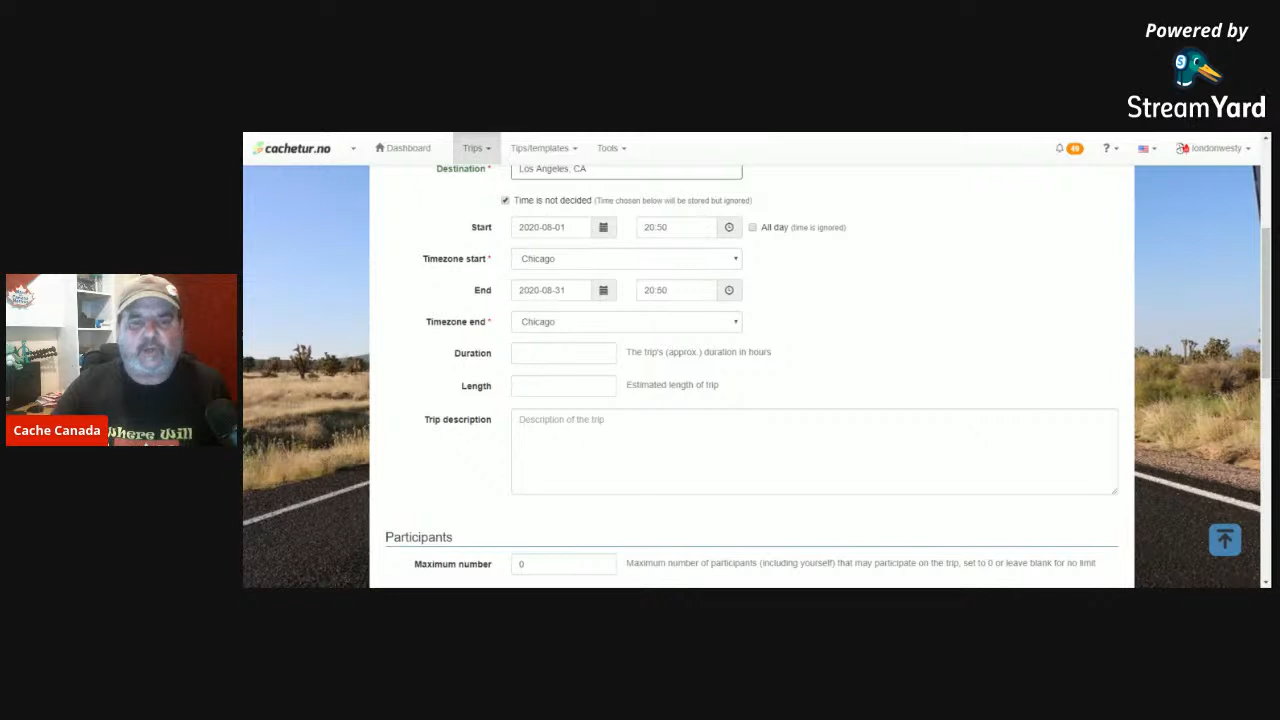 Powered by
StreamYard
cachetur.no Dashboard Trips Tips/templates Tools 49 ? londonwesty
Destination * Los Angeles, CA
Time is not decided (Time chosen below will be stored but ignored)
Start 2020-08-01 20:50 All day (time is ignored)
Timezone start * Chicago
End 2020-08-31 20:50
Timezone end * Chicago
Duration The trip's (approx.) duration in hours
Length Estimated length of trip
Trip description Description of the trip
Participants
Maximum number 0 Maximum number of participants (including yourself) that may participate on the trip, set to 0 or leave blank for no limit
Cache Canada
Where Will